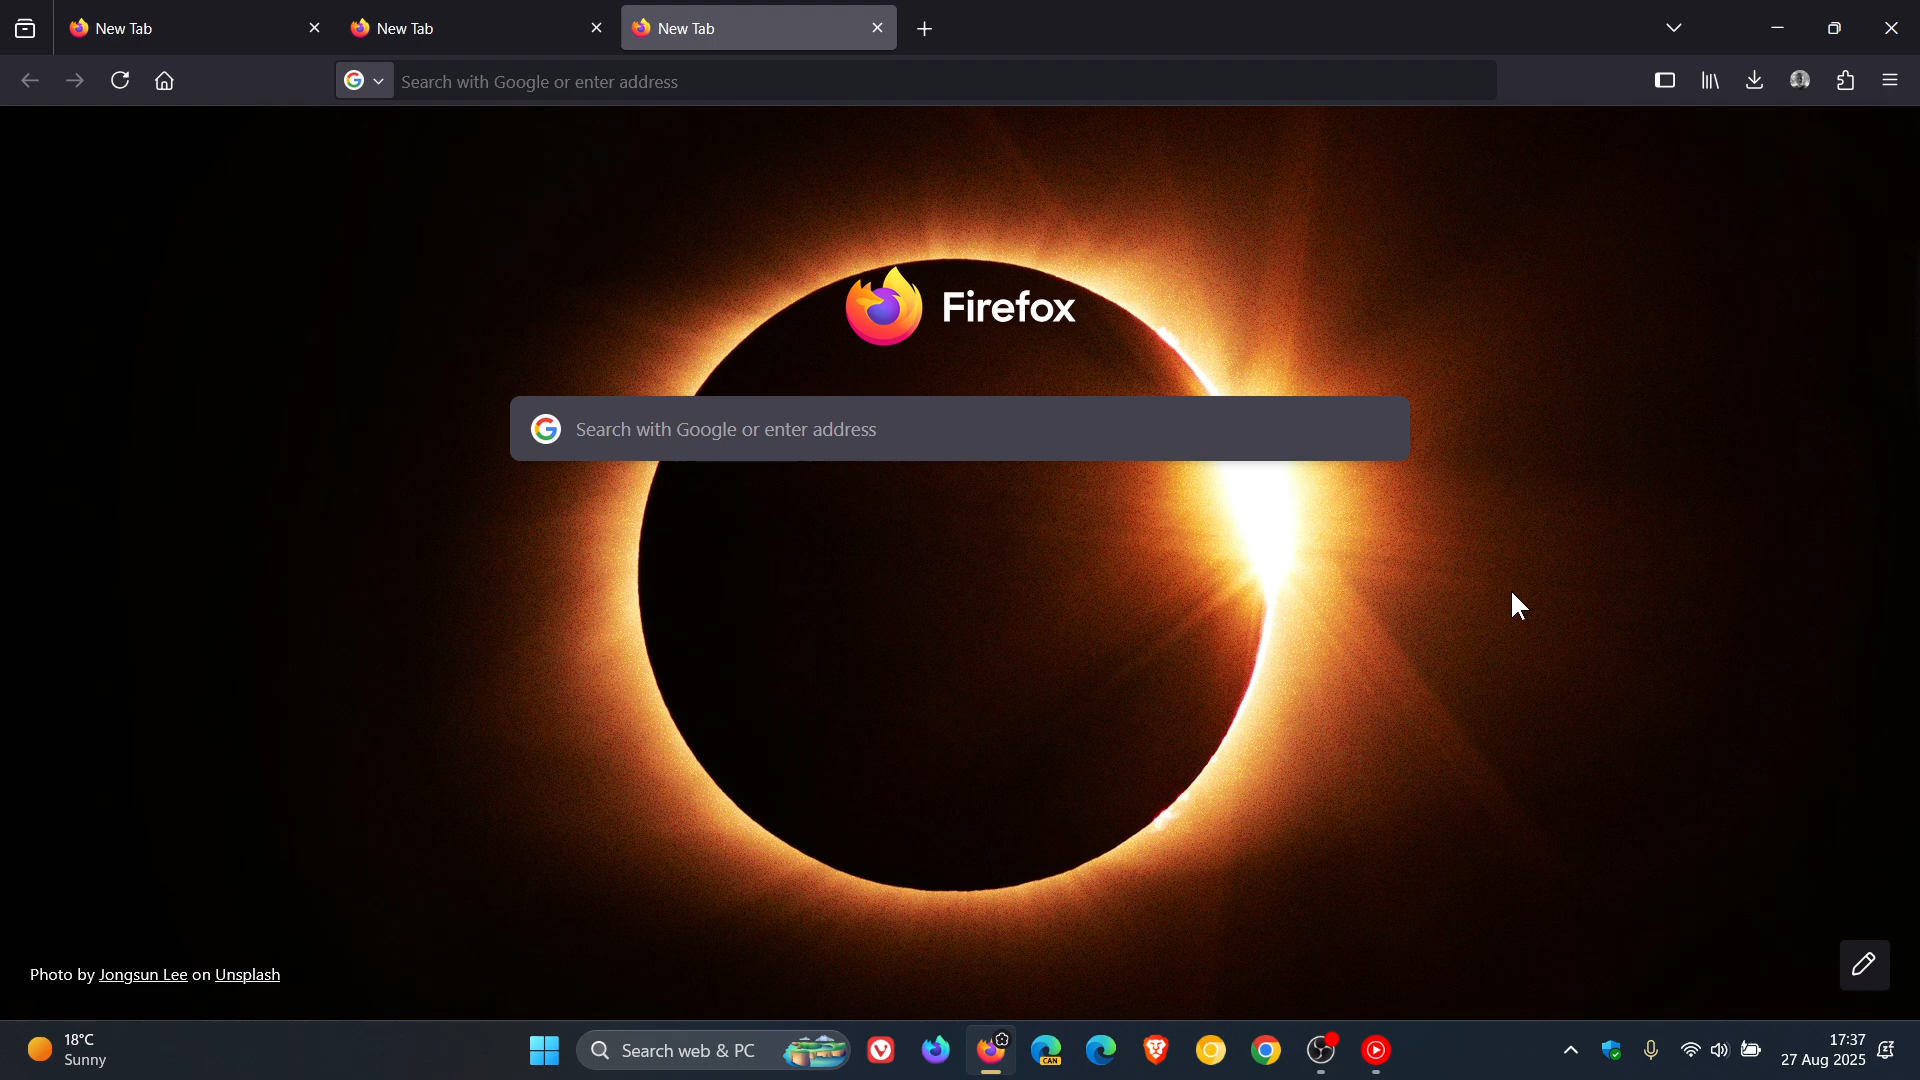 New Tab
New Tab
New Tab
Search with Google or enter address
Firefox
Search with Google or enter address
Photo by Jongsun Lee on Unsplash
18°C
Sunny
Search web & PC
CAN
17:37
27 Aug 2025